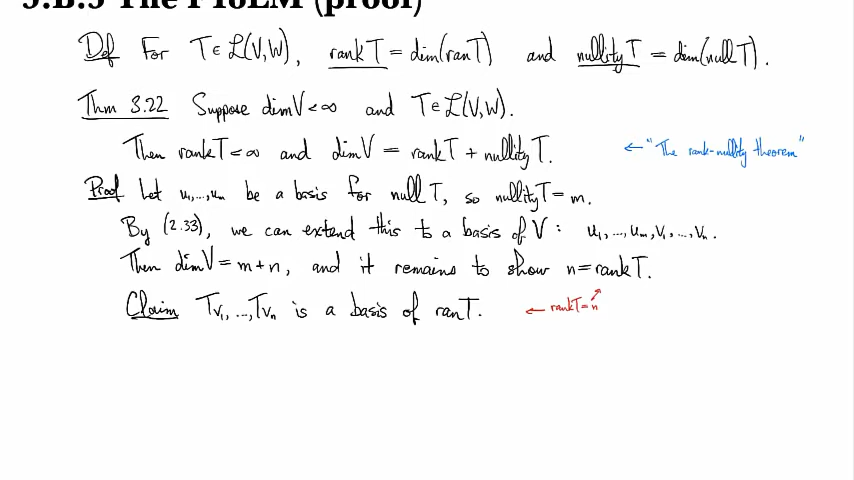 3.B.3 The FToLM (proof)
Def For T ∈ L(V,W), rank T = dim(ran T) and nullity T = dim(null T).
Thm 3.22 Suppose dim V < ∞ and T ∈ L(V,W).
Then rank T < ∞ and dim V = rank T + nullity T. ← "The rank-nullity theorem"
Proof Let u₁,...,uₘ be a basis for null T, so nullity T = m.
By (2.33), we can extend this to a basis of V : u₁,...,uₘ,v₁,...,vₙ.
Then dim V = m + n, and it remains to show n = rank T.
Claim Tv₁,...,Tvₙ is a basis of ran T. ← rank T = n